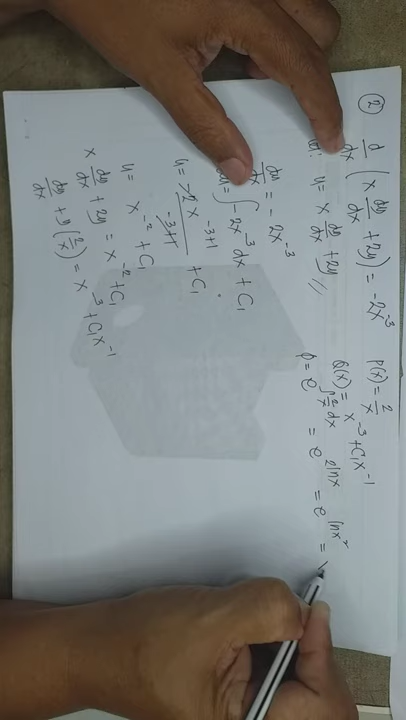 ②
d/dx (x dy/dx + 2y) = -2x⁻³
u = x dy/dx + 2y //
du/dx = -2x⁻³
u = ∫ -2x⁻³ dx + C₁
u = -2x⁻³⁺¹/-3+1 + C₁
u = x⁻² + C₁
x dy/dx + 2y = x⁻² + C₁
dy/dx + y (2/x) = x⁻³ + C₁x⁻¹
P(x) = 2/x
Q(x) = x⁻³ + C₁x⁻¹
ρ = e^∫2/x dx = e^2lnx = e^lnx² =